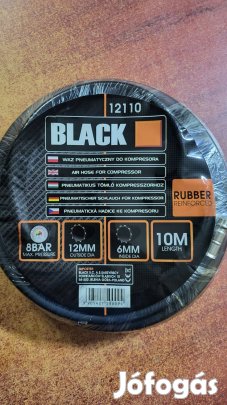 12110
BLACK
WĄŻ PNEUMATYCZNY DO KOMPRESORA
AIR HOSE FOR COMPRESSOR
PNEUMATIKUS TÖMLŐ KOMPRESSZORHOZ
PNEUMATISCHER SCHLAUCH FÜR KOMPRESSOR
PNEUMATICKÁ HADICE KE KOMPRESORU
RUBBER
REINFORCED
8BAR
MAX. PRESSURE
12MM
OUTSIDE DIA
6MM
INSIDE DIA
10M
LENGTH
Jófogás